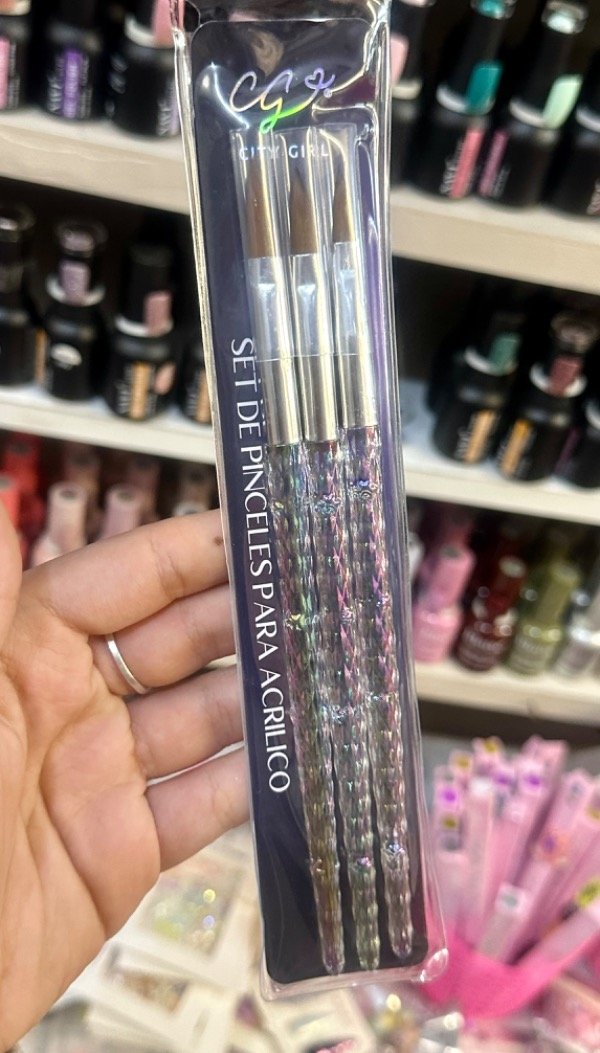 CG
CITY GIRL
SET DE PINCELES PARA ACRILICO